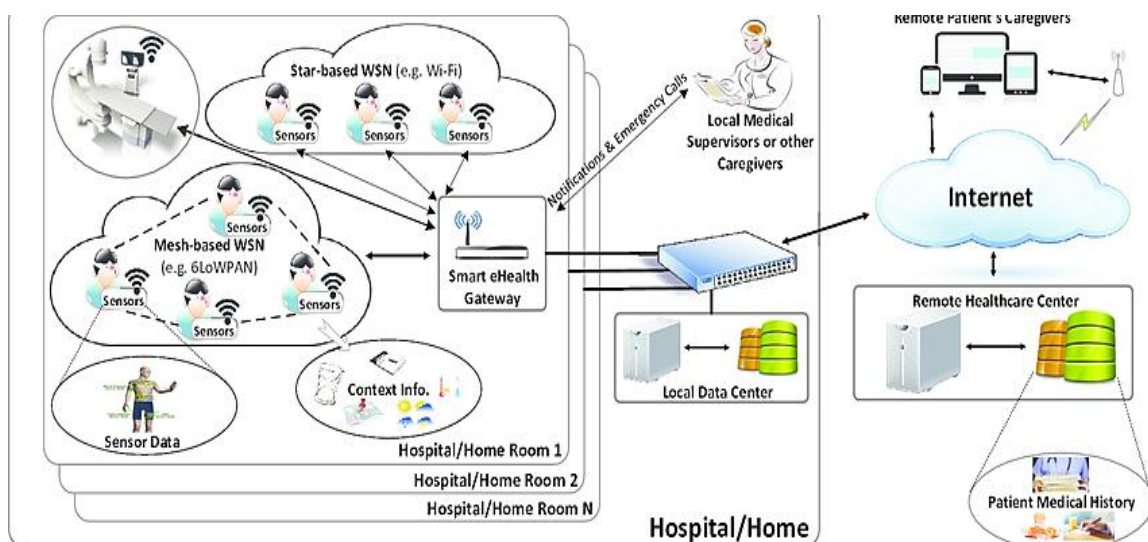 Remote Patient's Caregivers
Star-based WSN (e.g. Wi-Fi)
Sensors
Sensors
Sensors
Notifications & Emergency Calls
Local Medical
Supervisors or other
Caregivers
Internet
Sensors
Mesh-based WSN
(e.g. 6LoWPAN)
Sensors
Sensors
Sensors
Smart eHealth
Gateway
Remote Healthcare Center
Context Info.
Local Data Center
Sensor Data
Hospital/Home Room 1
Hospital/Home Room 2
Hospital/Home Room N
Patient Medical History
Hospital/Home